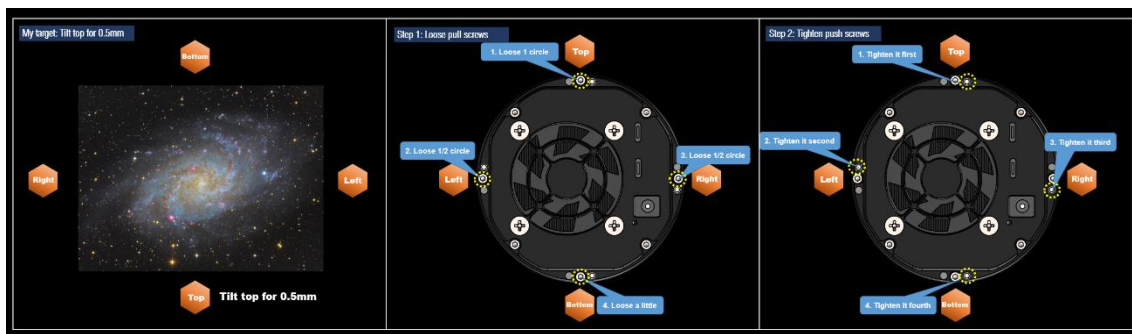 My target: Tilt top for 0.5mm
Bottom
Right
Left
Top
Tilt top for 0.5mm
Step 1: Loose pull screws
1. Loose 1 circle
Top
2. Loose 1/2 circle
3. Loose 1/2 circle
Left
Right
4. Loose a little
Bottom
Step 2: Tighten push screws
1. Tighten it first
Top
2. Tighten it second
3. Tighten it third
Left
Right
4. Tighten it fourth
Bottom